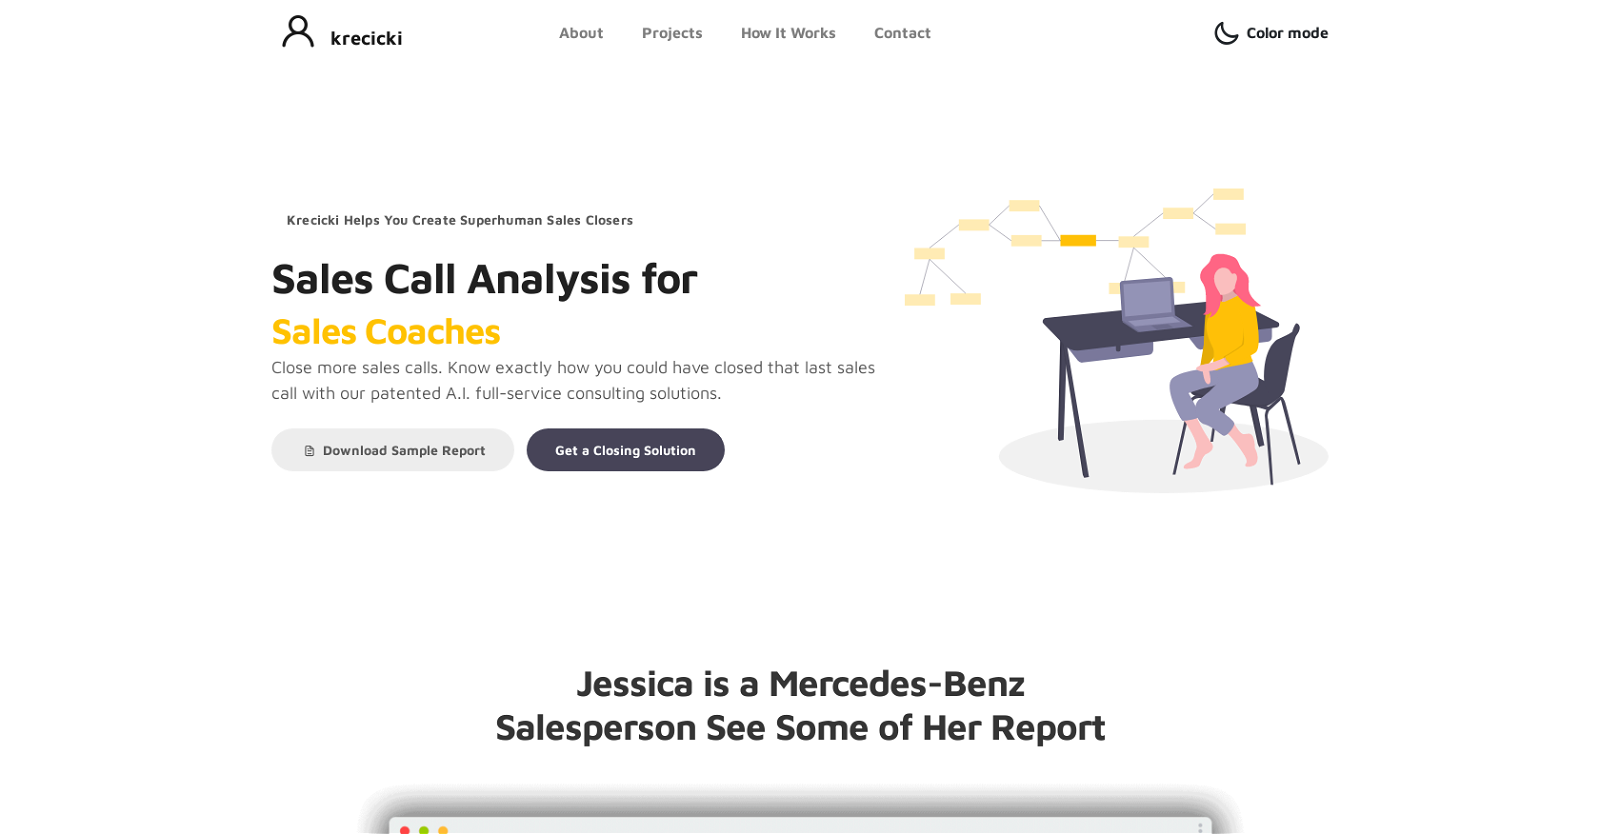 krecicki
About
Projects
How It Works
Contact
Color mode
Krecicki Helps You Create Superhuman Sales Closers
Sales Call Analysis for
Sales Coaches
Close more sales calls. Know exactly how you could have closed that last sales
call with our patented A.I. full-service consulting solutions.
Download Sample Report
Get a Closing Solution
Jessica is a Mercedes-Benz
Salesperson See Some of Her Report